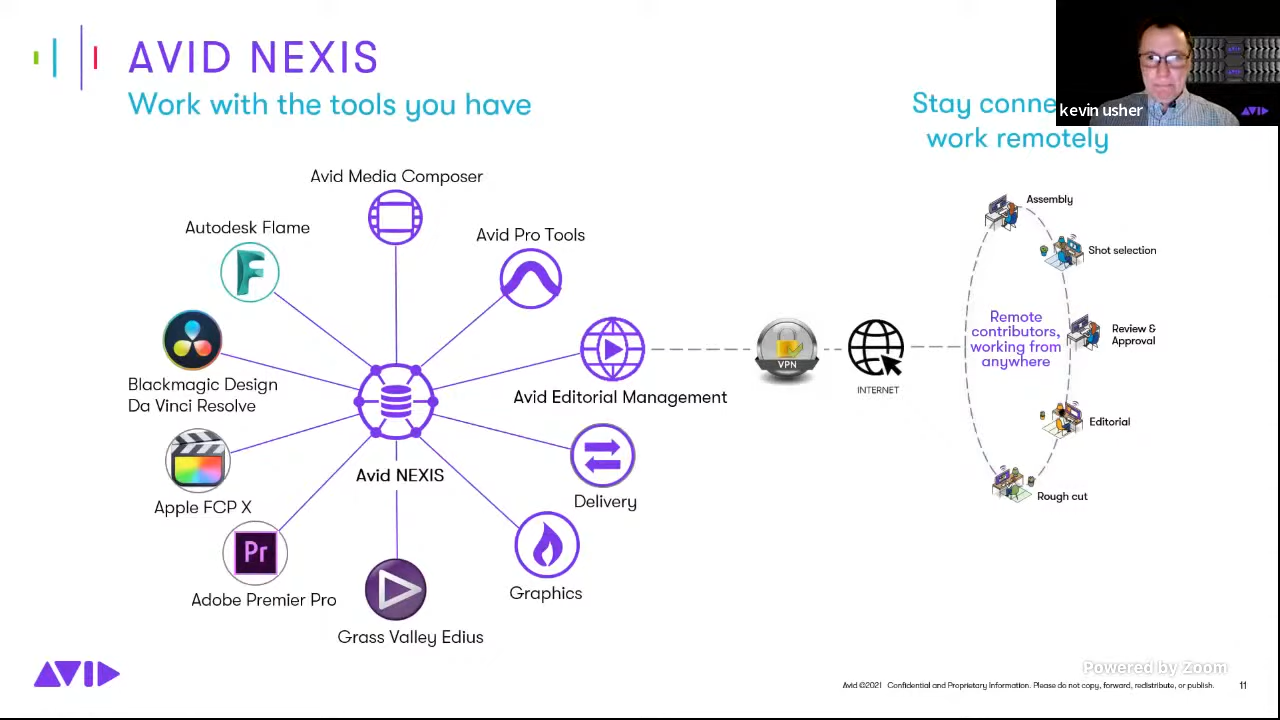 AVID NEXIS
Work with the tools you have
Stay conne
work remotely
kevin usher
AVID
Avid Media Composer
Autodesk Flame
Avid Pro Tools
Blackmagic Design
Da Vinci Resolve
Avid Editorial Management
VPN
INTERNET
Assembly
Shot selection
Remote
contributors,
working from
anywhere
Review &
Approval
Editorial
Rough cut
Avid NEXIS
Apple FCP X
Delivery
Pr
Adobe Premier Pro
Graphics
Grass Valley Edius
AVID
Powered by Zoom
Avid ©2021 Confidential and Proprietary Information. Please do not copy, forward, redistribute, or publish. 11